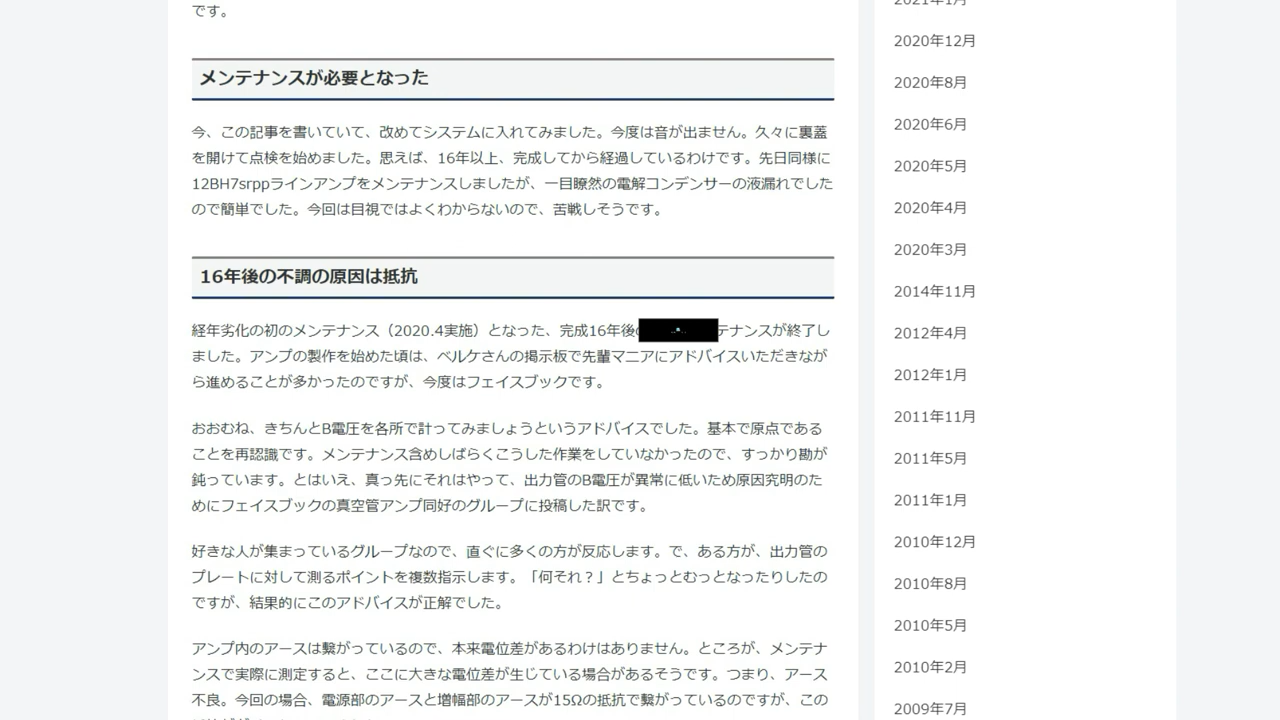 です。
メンテナンスが必要となった
今、この記事を書いていて、改めてシステムに入れてみました。今度は音が出ません。久々に裏蓋
を開けて点検を始めました。思えば、16年以上、完成してから経過しているわけです。先日同様に
12BH7srppラインアンプをメンテナンスしましたが、一目瞭然の電解コンデンサーの液漏れでした
ので簡単でした。今回は目視ではよくわからないので、苦戦しそうです。
16年後の不調の原因は抵抗
経年劣化の初のメンテナンス（2020.4実施）となった、完成16年後 テナンスが終了し
ました。アンプの製作を始めた頃は、ベルケさんの掲示板で先輩マニアにアドバイスいただきなが
ら進めることが多かったのですが、今度はフェイスブックです。
おおむね、きちんとB電圧を各所で計ってみましょうというアドバイスでした。基本で原点である
ことを再認識です。メンテナンス含めしばらくこうした作業をしていなかったので、すっかり勘が
鈍っています。とはいえ、真っ先にそれはやって、出力管のB電圧が異常に低いため原因究明のた
めにフェイスブックの真空管アンプ同好のグループに投稿した訳です。
好きな人が集まっているグループなので、直ぐに多くの方が反応します。で、ある方が、出力管の
プレートに対して測るポイントを複数指示します。「何それ？」とちょっとむっとなったりしたの
ですが、結果的にこのアドバイスが正解でした。
アンプ内のアースは繋がっているので、本来電位差があるわけはありません。ところが、メンテナ
ンスで実際に測定すると、ここに大きな電位差が生じている場合があるそうです。つまり、アース
不良。今回の場合、電源部のアースと増幅部のアースが15Ωの抵抗で繋がっているのですが、この
2021年1月
2020年12月
2020年8月
2020年6月
2020年5月
2020年4月
2020年3月
2014年11月
2012年4月
2012年1月
2011年11月
2011年5月
2011年1月
2010年12月
2010年8月
2010年5月
2010年2月
2009年7月